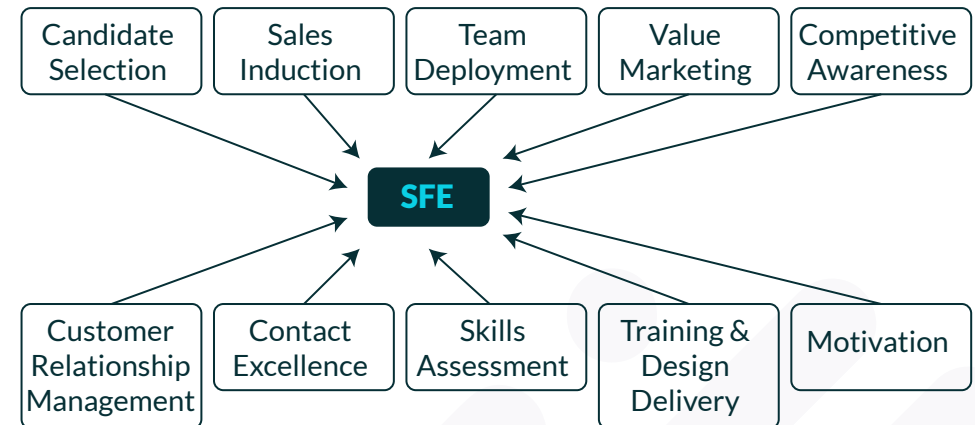 Candidate
Selection
Sales
Induction
Team
Deployment
Value
Marketing
Competitive
Awareness
SFE
Customer
Relationship
Management
Contact
Excellence
Skills
Assessment
Training &
Design
Delivery
Motivation